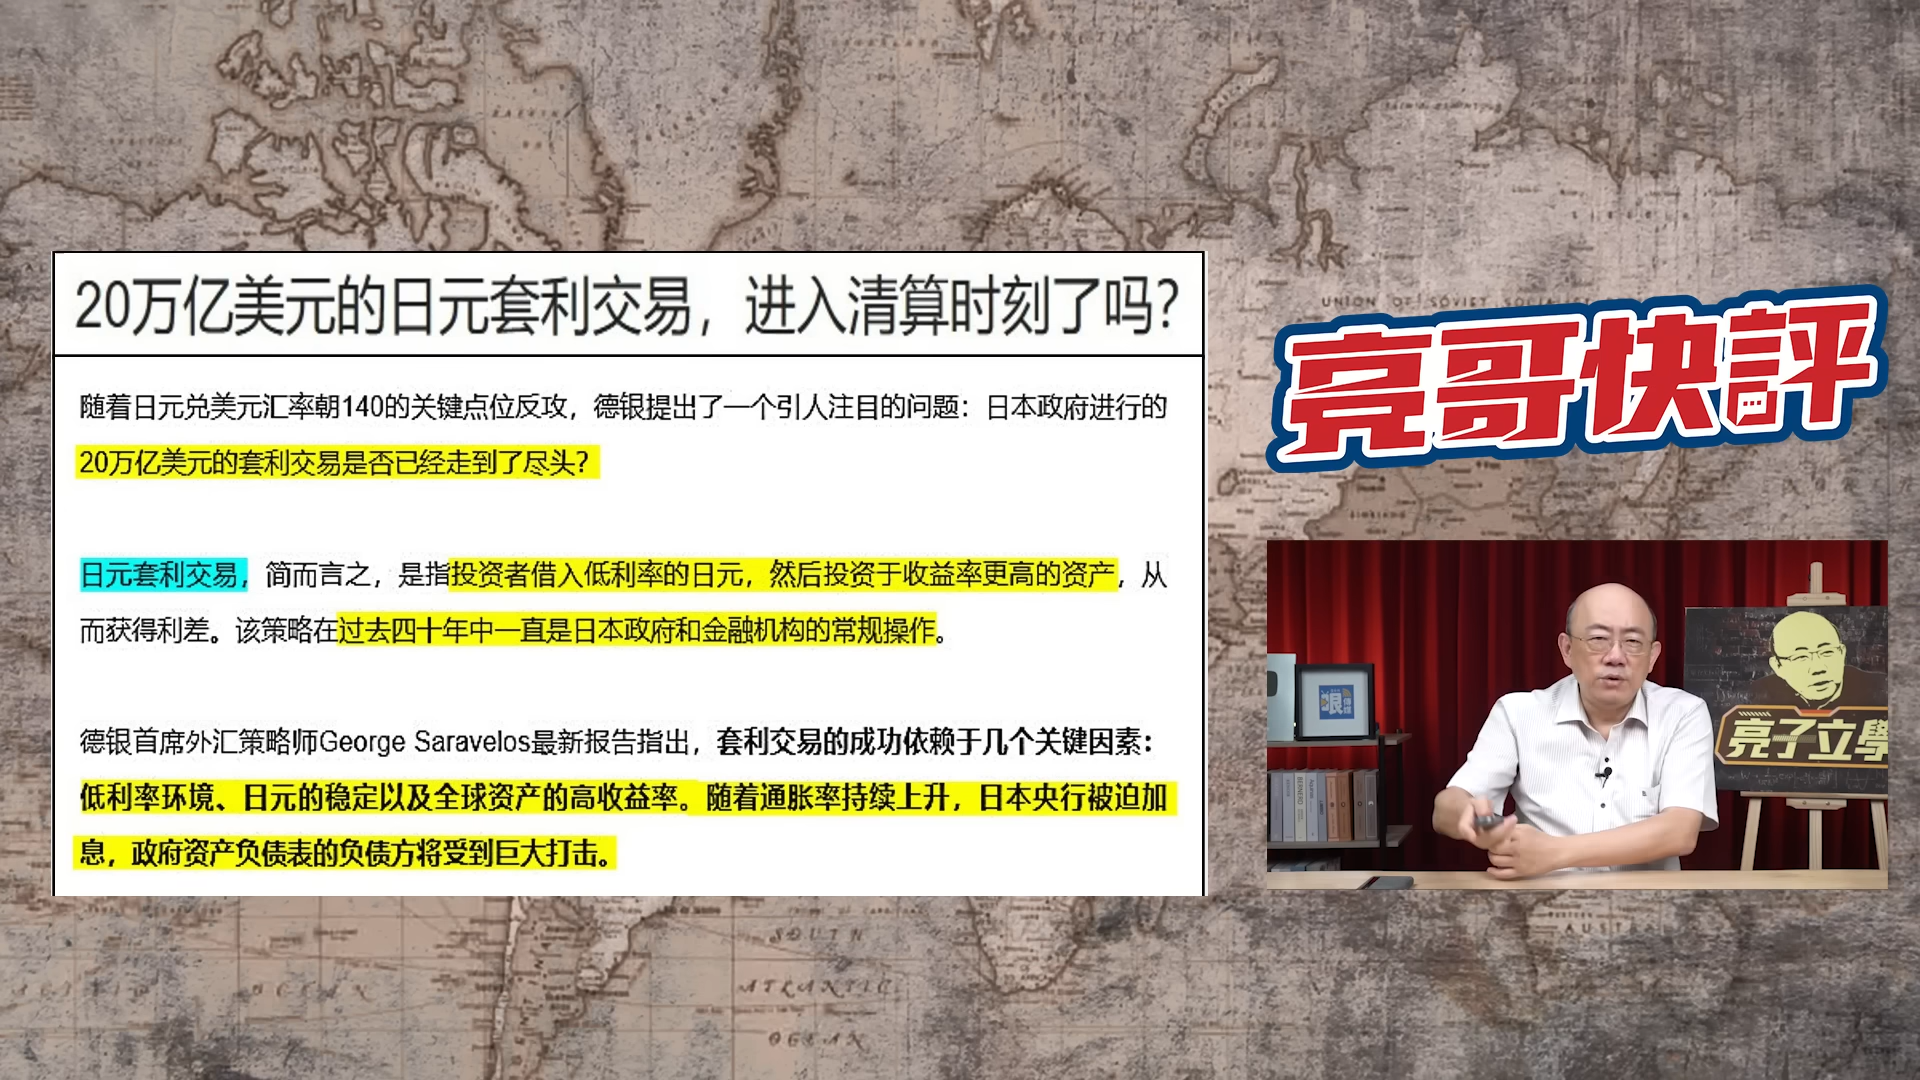 20万亿美元的日元套利交易，进入清算时刻了吗？
随着日元兑美元汇率朝140的关键点位反攻，德银提出了一个引人注目的问题：日本政府进行的
20万亿美元的套利交易是否已经走到了尽头？
日元套利交易，简而言之，是指投资者借入低利率的日元，然后投资于收益率更高的资产，从
而获得利差。该策略在过去四十年中一直是日本政府和金融机构的常规操作。
德银首席外汇策略师George Saravelos最新报告指出，套利交易的成功依赖于几个关键因素：
低利率环境、日元的稳定以及全球资产的高收益率。随着通胀率持续上升，日本央行被迫加
息，政府资产负债表的负债方将受到巨大打击。
UNION OF SOVIET SOCIALIST
亮哥快評
亮子立學
SOUTH
ATLANTIC
OCEAN